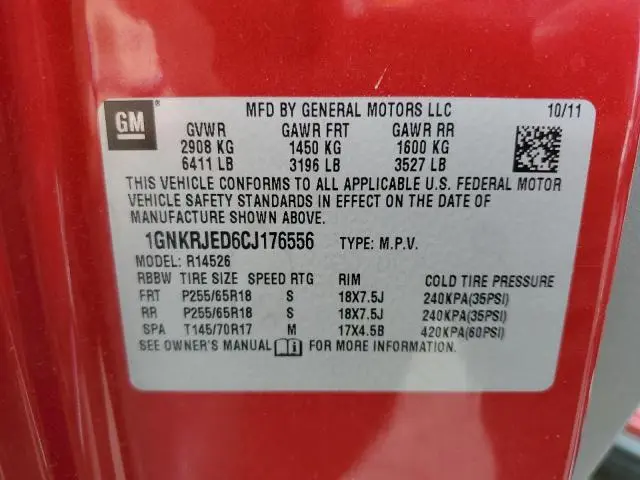 GM ®
MFD BY GENERAL MOTORS LLC 10/11
GVWR GAWR FRT GAWR RR
2908 KG 1450 KG 1600 KG
6411 LB 3196 LB 3527 LB
THIS VEHICLE CONFORMS TO ALL APPLICABLE U.S. FEDERAL MOTOR
VEHICLE SAFETY STANDARDS IN EFFECT ON THE DATE OF
MANUFACTURE SHOWN ABOVE.
1GNKRJED6CJ176556 TYPE: M.P.V.
MODEL: R14526
RBBW TIRE SIZE SPEED RTG RIM COLD TIRE PRESSURE
FRT P255/65R18 S 18X7.5J 240KPA(35PSI)
RR P255/65R18 S 18X7.5J 240KPA(35PSI)
SPA T145/70R17 M 17X4.5B 420KPA(60PSI)
SEE OWNER'S MANUAL i FOR MORE INFORMATION.